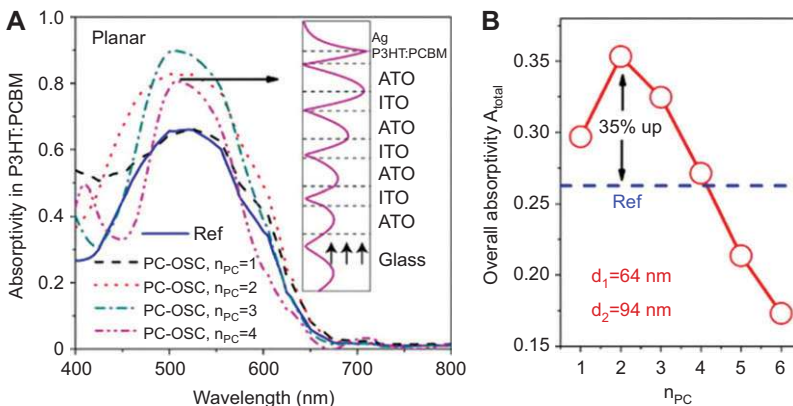 A
Planar
Absorptivity in P3HT:PCBM
1.0
0.8
0.6
0.4
0.2
0
400
500
600
700
800
Wavelength (nm)
Ref
PC-OSC, nPC=1
PC-OSC, nPC=2
PC-OSC, nPC=3
PC-OSC, nPC=4
Ag
P3HT:PCBM
ATO
ITO
ATO
ITO
ATO
ITO
ATO
Glass
B
Overall absorptivity Atotal
0.35
0.30
0.25
0.20
0.15
35% up
Ref
d1=64 nm
d2=94 nm
1
2
3
4
5
6
nPC